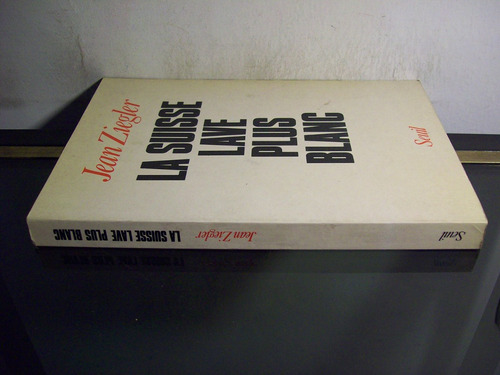 Jean Ziegler
LA SUISSE
LAVE
PLUS
BLANC
Seuil
LA SUISSE LAVE PLUS BLANC Jean Ziegler Seuil